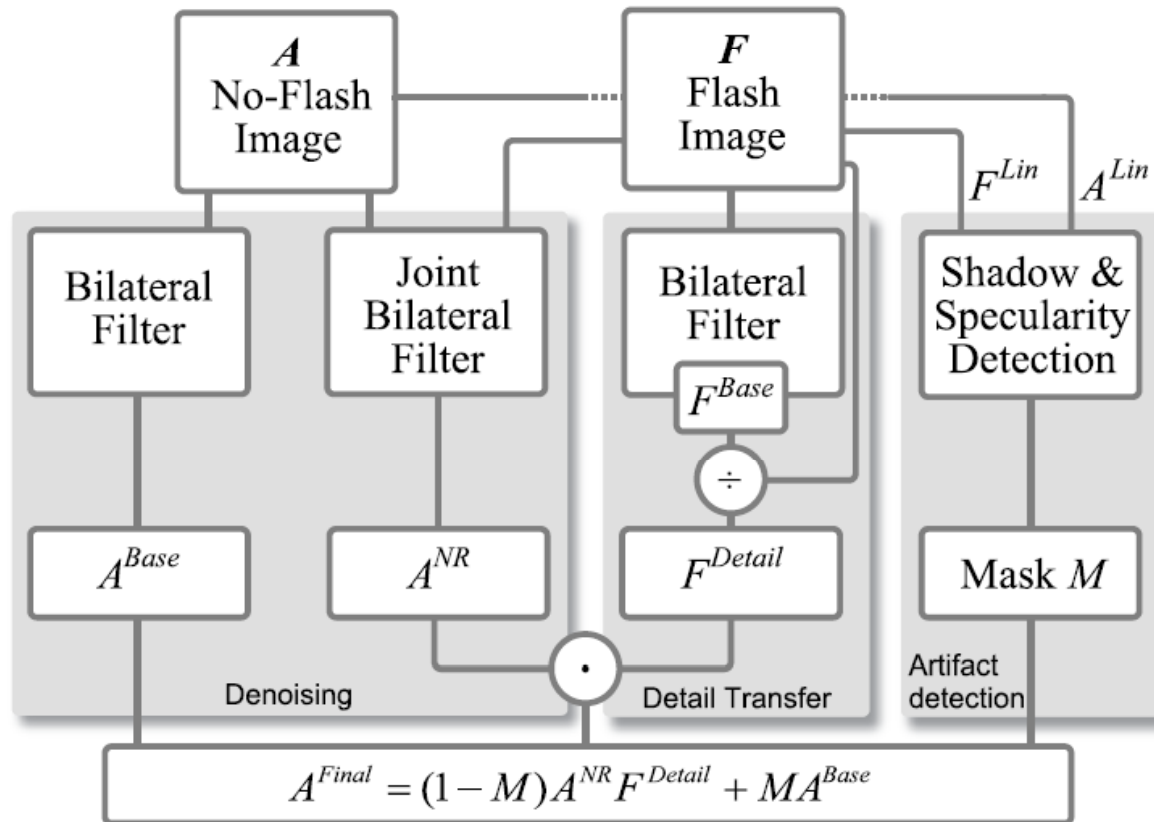 A
No-Flash
Image
F
Flash
Image
F^{Lin}
A^{Lin}
Bilateral
Filter
Joint
Bilateral
Filter
Bilateral
Filter
F^{Base}
÷
Shadow &
Specularity
Detection
A^{Base}
A^{NR}
F^{Detail}
Mask M
·
Denoising
Detail Transfer
Artifact
detection
A^{Final} = (1 − M) A^{NR} F^{Detail} + M A^{Base}